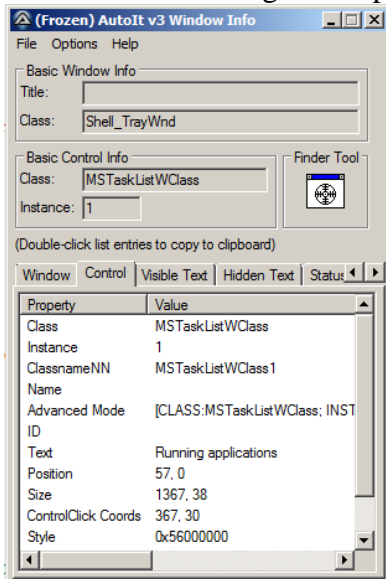 (Frozen) AutoIt v3 Window Info
File Options Help
Basic Window Info
Title:
Class: Shell_TrayWnd
Basic Control Info Finder Tool
Class: MSTaskListWClass
Instance: 1
(Double-click list entries to copy to clipboard)
Window Control Visible Text Hidden Text Status
Property Value
Class MSTaskListWClass
Instance 1
ClassnameNN MSTaskListWClass1
Name
Advanced Mode [CLASS:MSTaskListWClass; INST
ID
Text Running applications
Position 57, 0
Size 1367, 38
ControlClick Coords 367, 30
Style 0x56000000